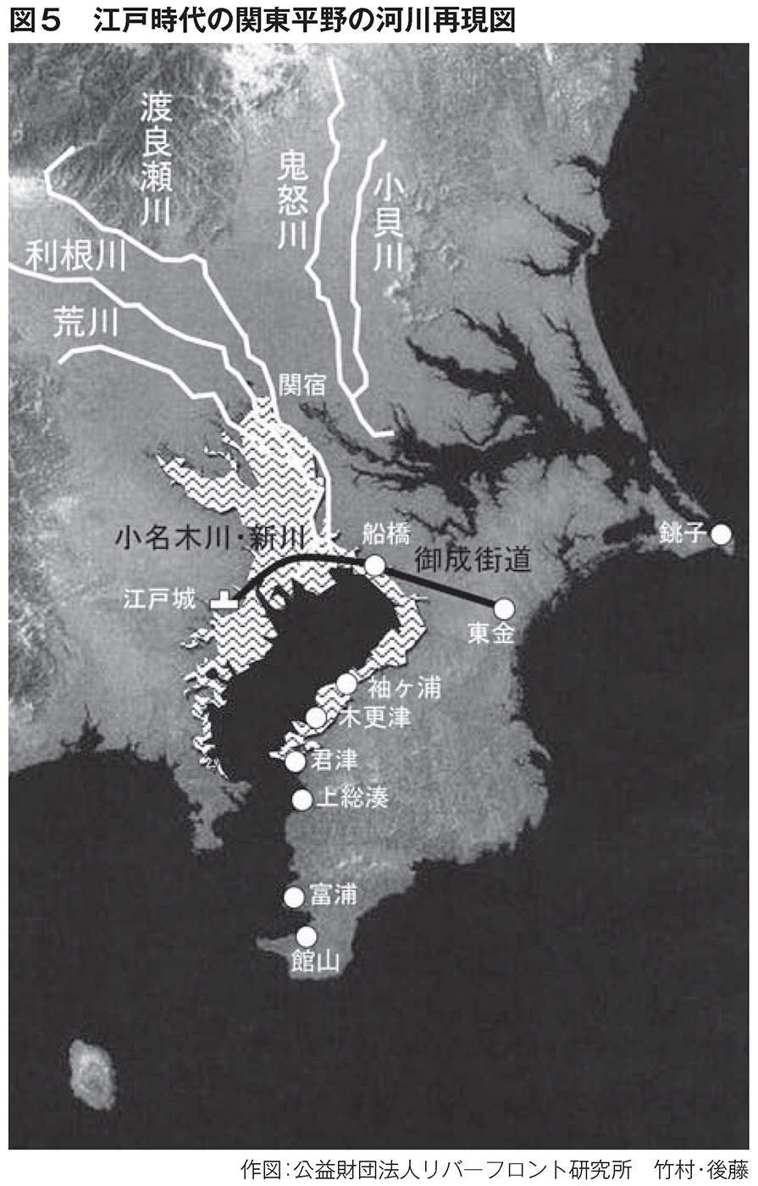 図5 江戸時代の関東平野の河川再現図
渡良瀬川
鬼怒川
小貝川
利根川
荒川
関宿
小名木川・新川
船橋
御成街道
銚子
江戸城
東金
袖ヶ浦
木更津
君津
上総湊
富浦
館山
作図:公益財団法人リバーフロント研究所 竹村・後藤